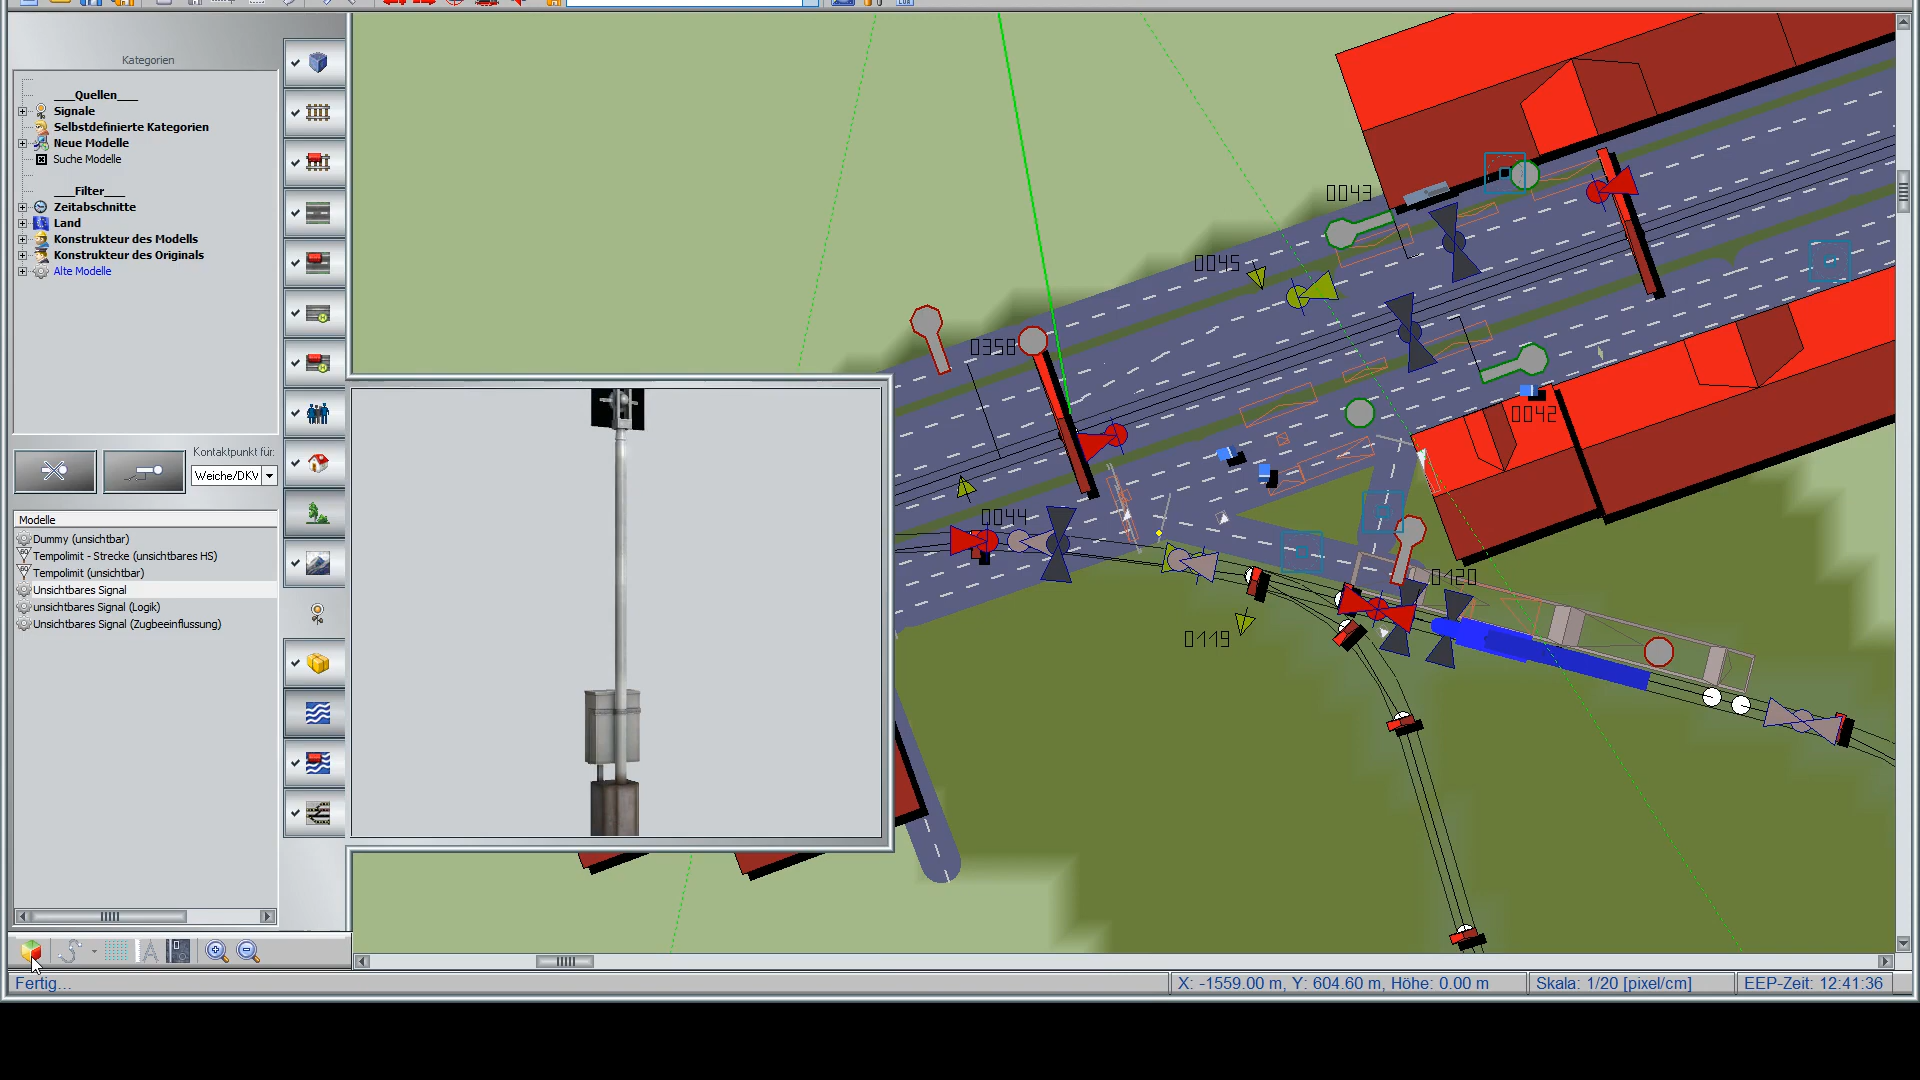 Kategorien
___Quellen___
Signale
Selbstdefinierte Kategorien
Neue Modelle
Suche Modelle
___Filter___
Zeitabschnitte
Land
Konstrukteur des Modells
Konstrukteur des Originals
Alte Modelle
Kontaktpunkt für:
Weiche/DKV
Modelle
Dummy (unsichtbar)
Tempolimit - Strecke (unsichtbares HS)
Tempolimit (unsichtbar)
Unsichtbares Signal
unsichtbares Signal (Logik)
Unsichtbares Signal (Zugbeeinflussung)
0043
0045
0358
0042
0044
0120
0119
Fertig...
X: -1559.00 m, Y: 604.60 m, Höhe: 0.00 m
Skala: 1/20 [pixel/cm]
EEP-Zeit: 12:41:36